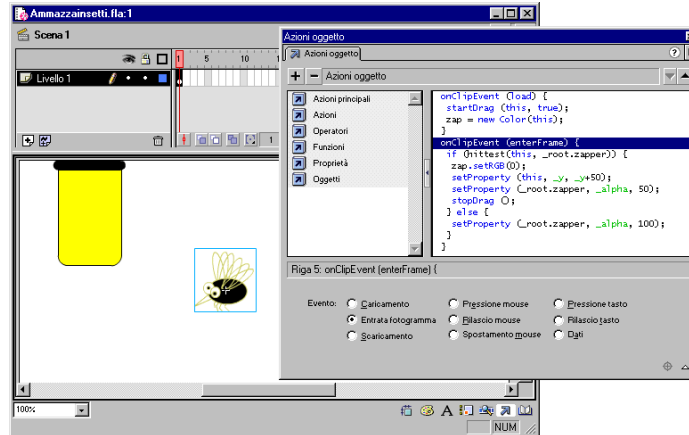 Ammazzainsetti.fla:1
Scena 1
1 5 10 1
Livello 1
1
Azioni oggetto
Azioni oggetto
?
+ − Azioni oggetto
Azioni principali
Azioni
Operatori
Funzioni
Proprietà
Oggetti
onClipEvent (load) {
startDrag (this, true);
zap = new Color(this);
}
onClipEvent (enterFrame) {
if (hittest(this, _root.zapper)) {
zap.setRGB(0);
setProperty (this, _y, _y+50);
setProperty (_root.zapper, _alpha, 50);
stopDrag ();
} else {
setProperty (_root.zapper, _alpha, 100);
}
}
Riga 5: onClipEvent (enterFrame) {
Evento: Caricamento Pressione mouse Pressione tasto
Entrata fotogramma Rilascio mouse Rilascio tasto
Scaricamento Spostamento mouse Dati
100%
A
NUM